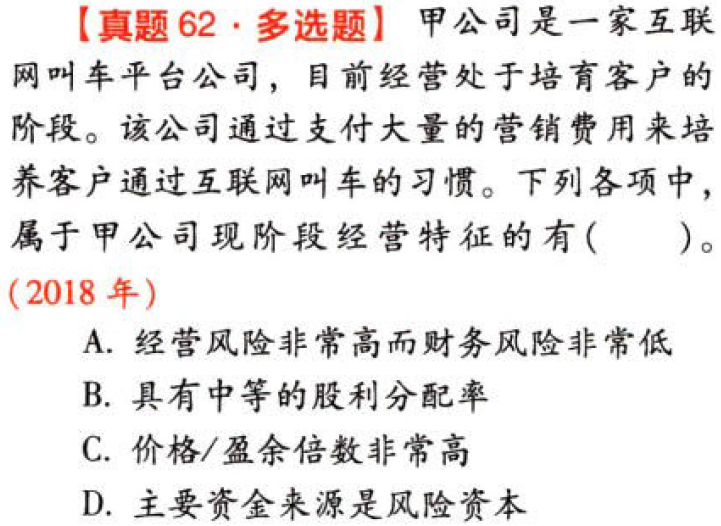 【真题62·多选题】 甲公司是一家互联
网叫车平台公司，目前经营处于培育客户的
阶段。该公司通过支付大量的营销费用来培
养客户通过互联网叫车的习惯。下列各项中，
属于甲公司现阶段经营特征的有(　　)。
(2018 年)
A. 经营风险非常高而财务风险非常低
B. 具有中等的股利分配率
C. 价格/盈余倍数非常高
D. 主要资金来源是风险资本